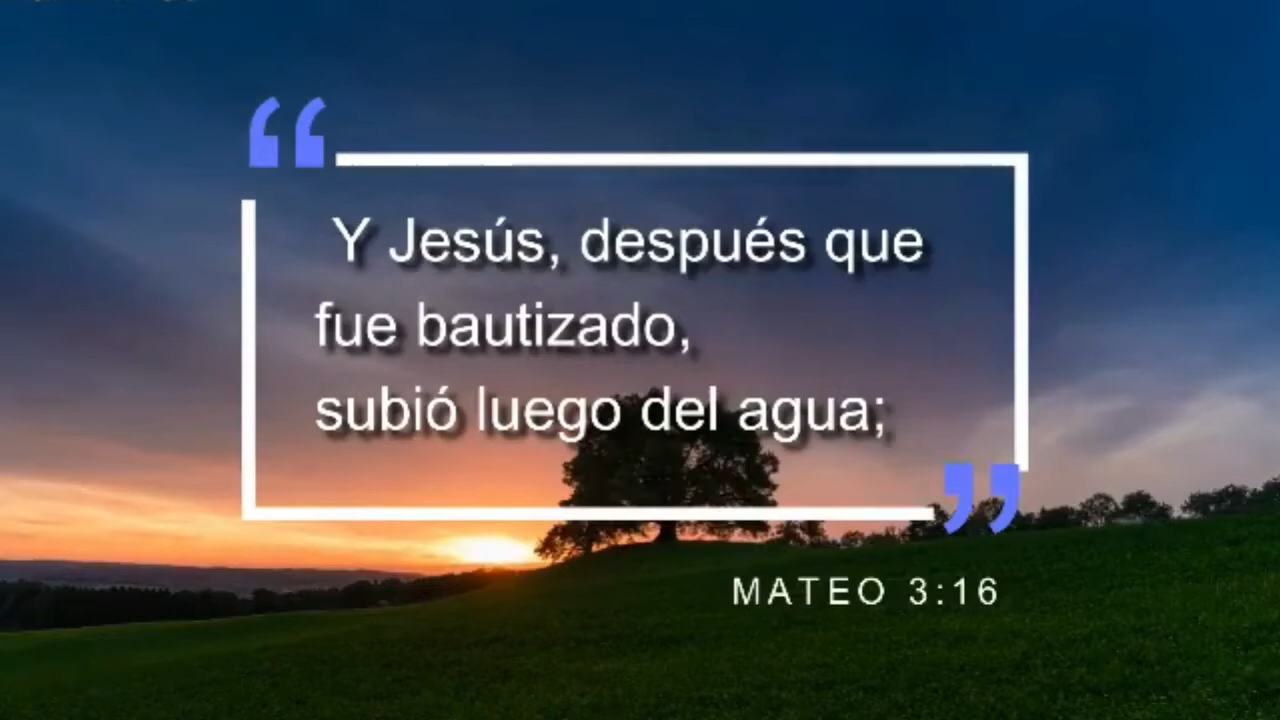 “
Y Jesús, después que
fue bautizado,
subió luego del agua;
”
MATEO 3:16